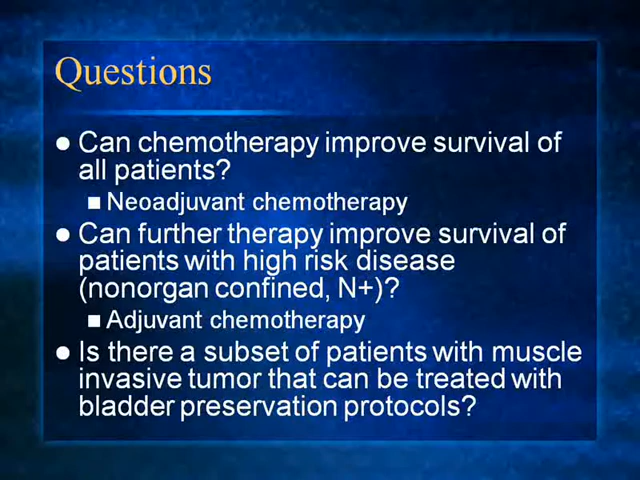 Questions
● Can chemotherapy improve survival of
all patients?
■ Neoadjuvant chemotherapy
● Can further therapy improve survival of
patients with high risk disease
(nonorgan confined, N+)?
■ Adjuvant chemotherapy
● Is there a subset of patients with muscle
invasive tumor that can be treated with
bladder preservation protocols?